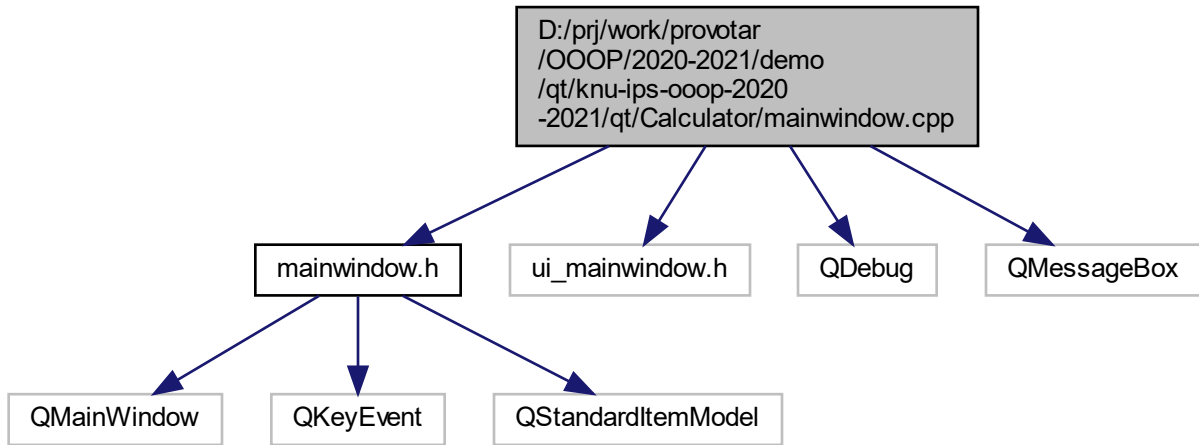 D:/prj/work/provotar
/OOOP/2020-2021/demo
/qt/knu-ips-ooop-2020
-2021/qt/Calculator/mainwindow.cpp
mainwindow.h
ui_mainwindow.h
QDebug
QMessageBox
QMainWindow
QKeyEvent
QStandardItemModel